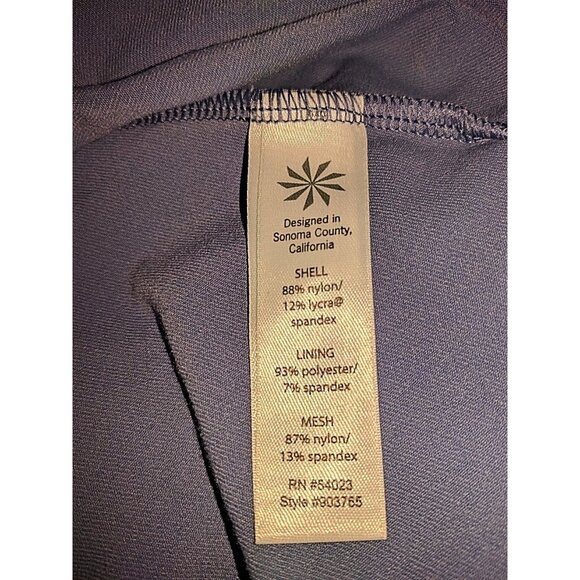 Designed in
Sonoma County,
California
SHELL
88% nylon/
12% lycra@
spandex
LINING
93% polyester/
7% spandex
MESH
87% nylon/
13% spandex
RN #54023
Style #903765